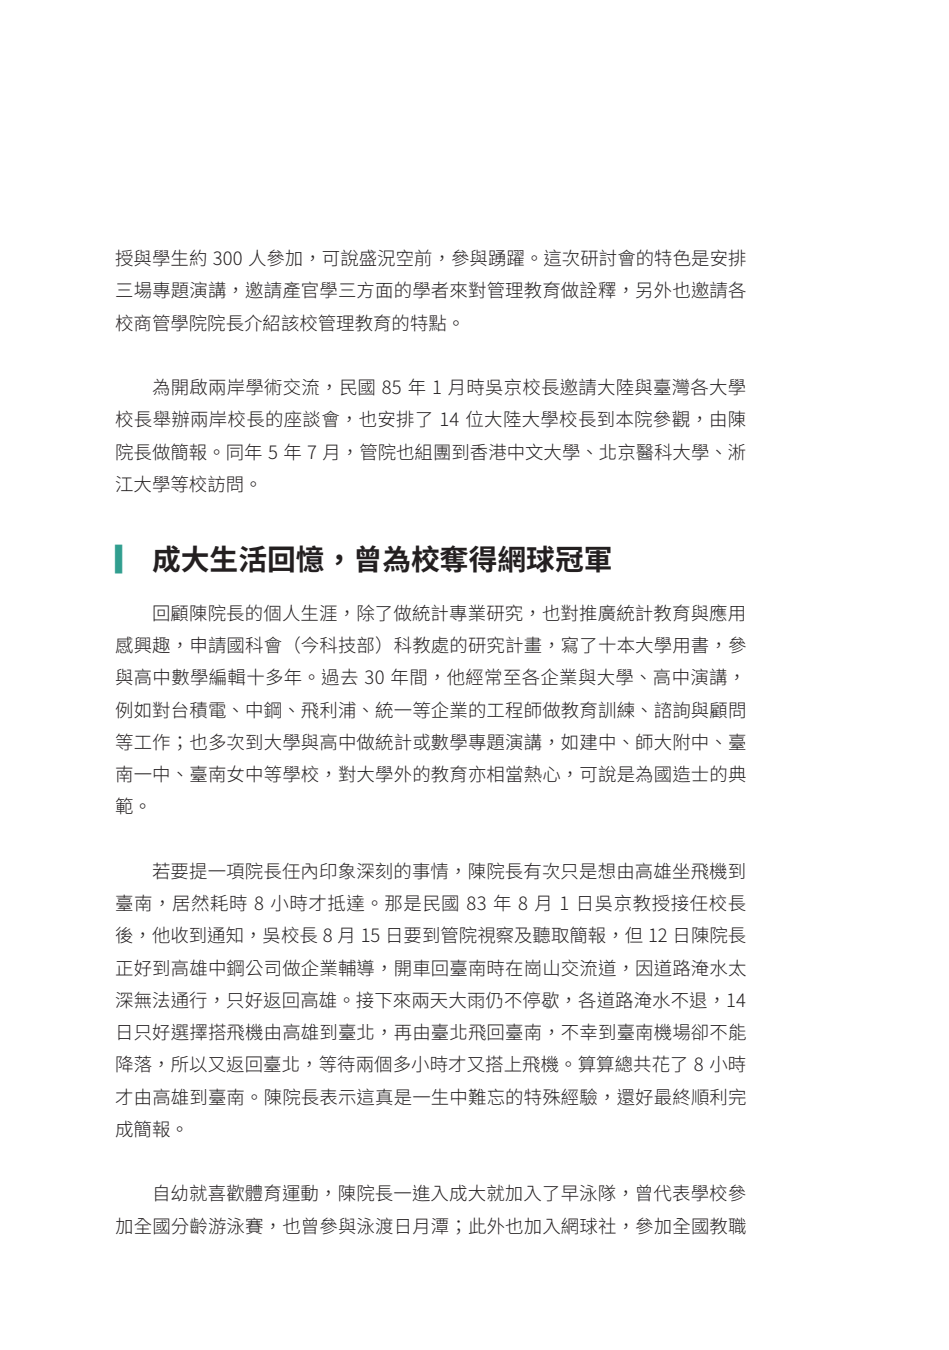 授與學生約 300 人參加，可說盛況空前，參與踴躍。這次研討會的特色是安排
三場專題演講，邀請產官學三方面的學者來對管理教育做詮釋，另外也邀請各
校商管學院院長介紹該校管理教育的特點。
為開啟兩岸學術交流，民國 85 年 1 月時吳京校長邀請大陸與臺灣各大學
校長舉辦兩岸校長的座談會，也安排了 14 位大陸大學校長到本院參觀，由陳
院長做簡報。同年 5 年 7 月，管院也組團到香港中文大學、北京醫科大學、淅
江大學等校訪問。
成大生活回憶，曾為校奪得網球冠軍
回顧陳院長的個人生涯，除了做統計專業研究，也對推廣統計教育與應用
感興趣，申請國科會（今科技部）科教處的研究計畫，寫了十本大學用書，參
與高中數學編輯十多年。過去 30 年間，他經常至各企業與大學、高中演講，
例如對台積電、中鋼、飛利浦、統一等企業的工程師做教育訓練、諮詢與顧問
等工作；也多次到大學與高中做統計或數學專題演講，如建中、師大附中、臺
南一中、臺南女中等學校，對大學外的教育亦相當熱心，可說是為國造士的典
範。
若要提一項院長任內印象深刻的事情，陳院長有次只是想由高雄坐飛機到
臺南，居然耗時 8 小時才抵達。那是民國 83 年 8 月 1 日吳京教授接任校長
後，他收到通知，吳校長 8 月 15 日要到管院視察及聽取簡報，但 12 日陳院長
正好到高雄中鋼公司做企業輔導，開車回臺南時在崗山交流道，因道路淹水太
深無法通行，只好返回高雄。接下來兩天大雨仍不停歇，各道路淹水不退，14
日只好選擇搭飛機由高雄到臺北，再由臺北飛回臺南，不幸到臺南機場卻不能
降落，所以又返回臺北，等待兩個多小時才又搭上飛機。算算總共花了 8 小時
才由高雄到臺南。陳院長表示這真是一生中難忘的特殊經驗，還好最終順利完
成簡報。
自幼就喜歡體育運動，陳院長一進入成大就加入了早泳隊，曾代表學校參
加全國分齡游泳賽，也曾參與泳渡日月潭；此外也加入網球社，參加全國教職